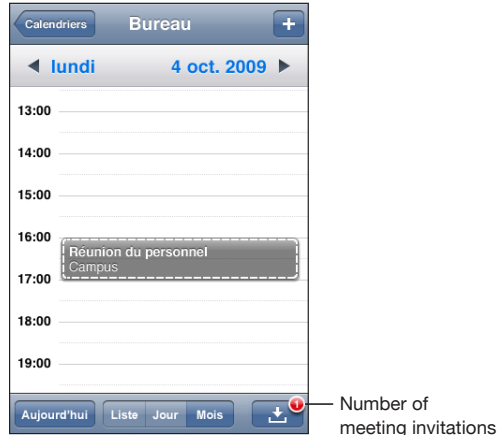 Calendriers Bureau +
lundi 4 oct. 2009
13:00
14:00
15:00
16:00
Réunion du personnel
Campus
17:00
18:00
19:00
Aujourd'hui Liste Jour Mois 1
Number of
meeting invitations